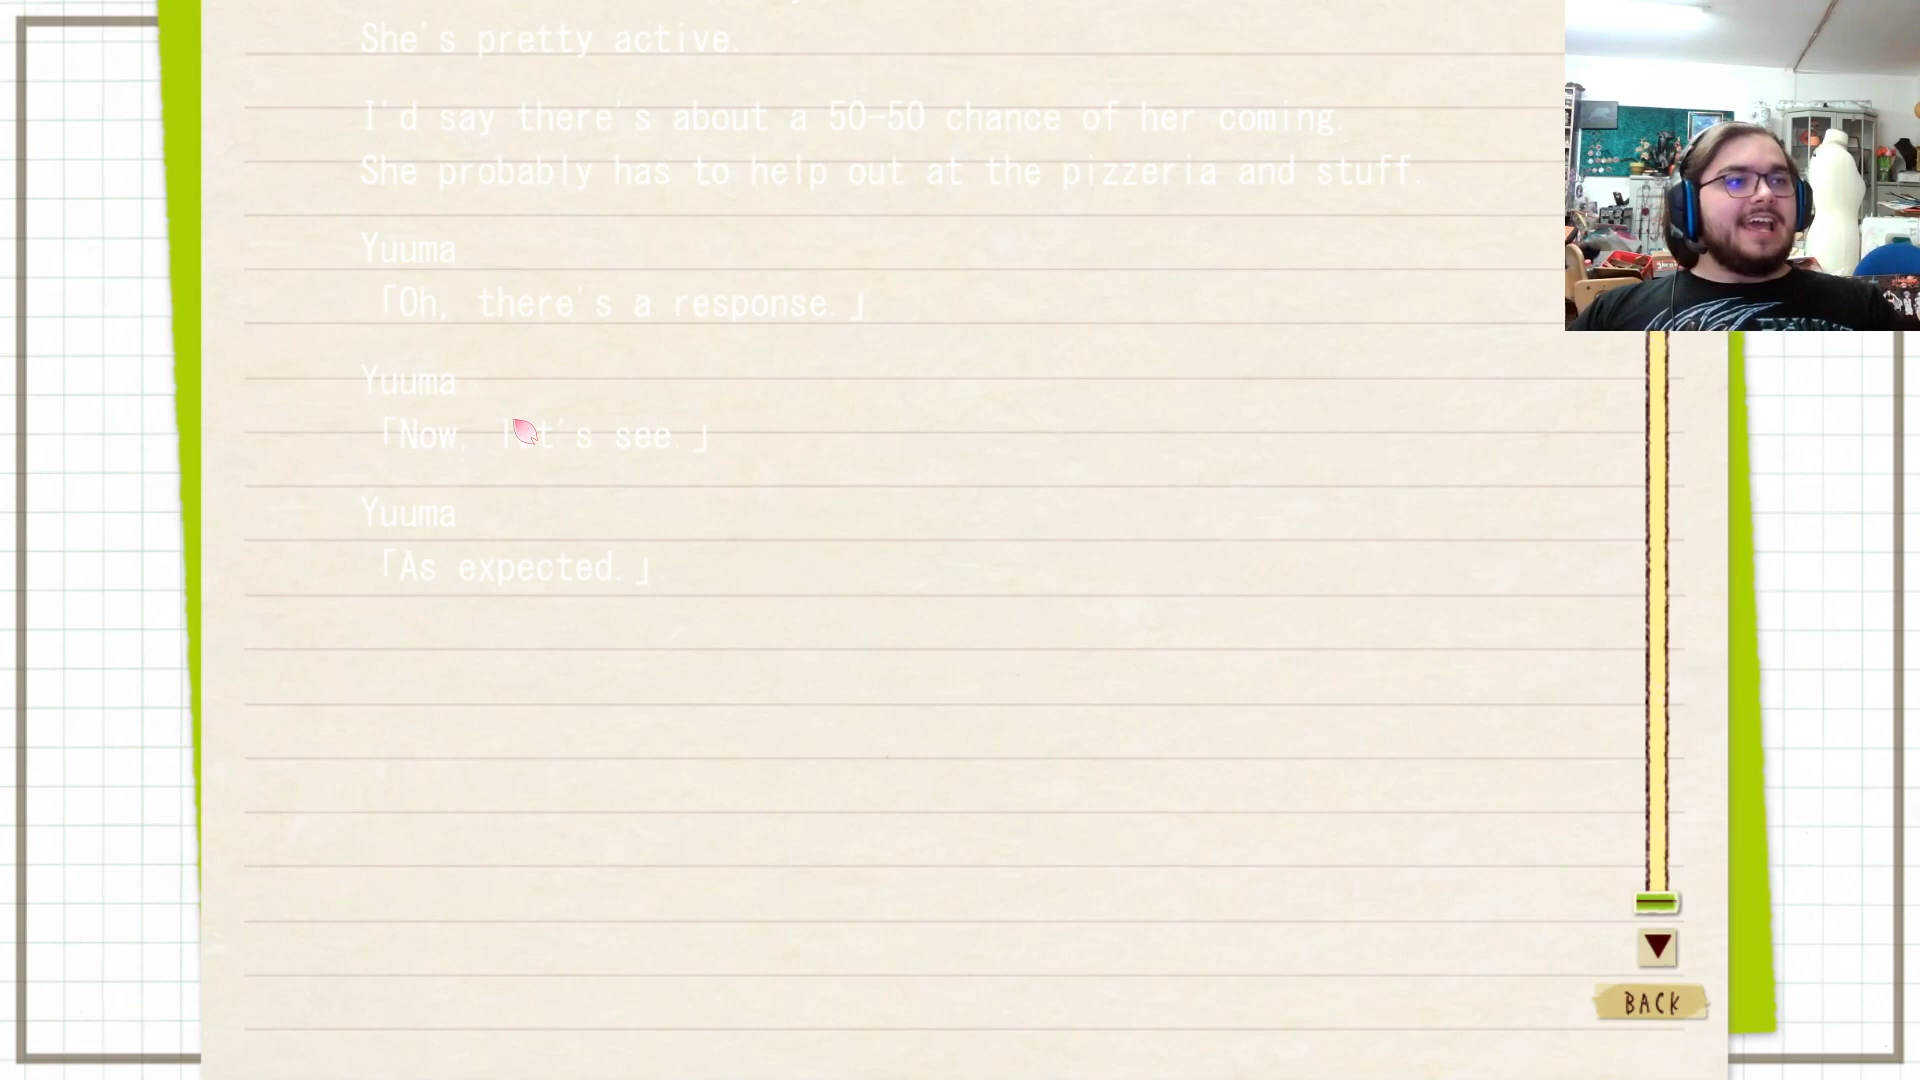 She's pretty active.
I'd say there's about a 50-50 chance of her coming.
She probably has to help out at the pizzeria and stuff.
Yuuma
「Oh, there's a response.」
Yuuma
「Now, let's see.」
Yuuma
「As expected.」
BACK